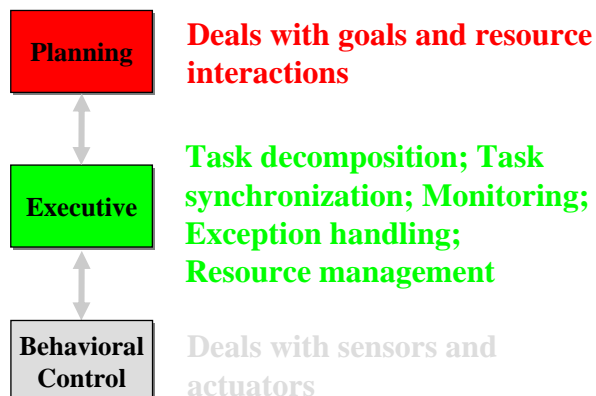 Planning
Deals with goals and resource
interactions
Executive
Task decomposition; Task
synchronization; Monitoring;
Exception handling;
Resource management
Behavioral
Control
Deals with sensors and
actuators